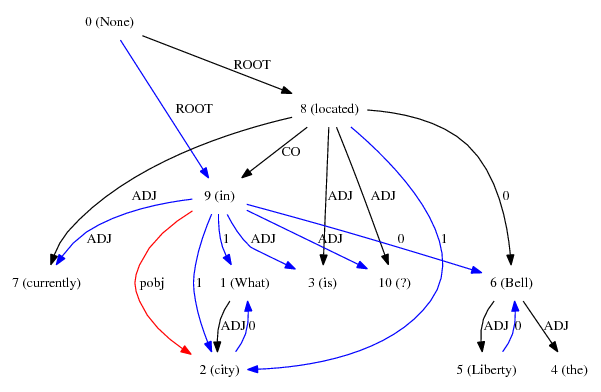 0 (None)
ROOT
ROOT
8 (located)
CO
ADJ
9 (in)
ADJ
ADJ
0
ADJ
pobj
1
1
ADJ
ADJ
0
1
7 (currently)
1 (What)
3 (is)
10 (?)
6 (Bell)
ADJ
0
ADJ
0
ADJ
2 (city)
5 (Liberty)
4 (the)